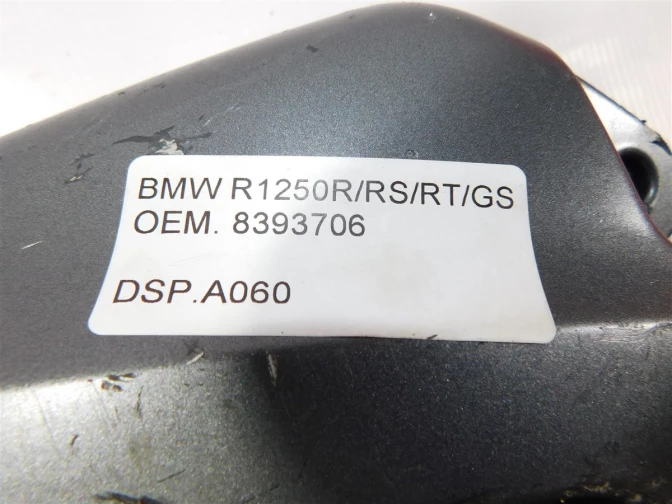 BMW R1250R/RS/RT/GS
OEM. 8393706
DSP.A060